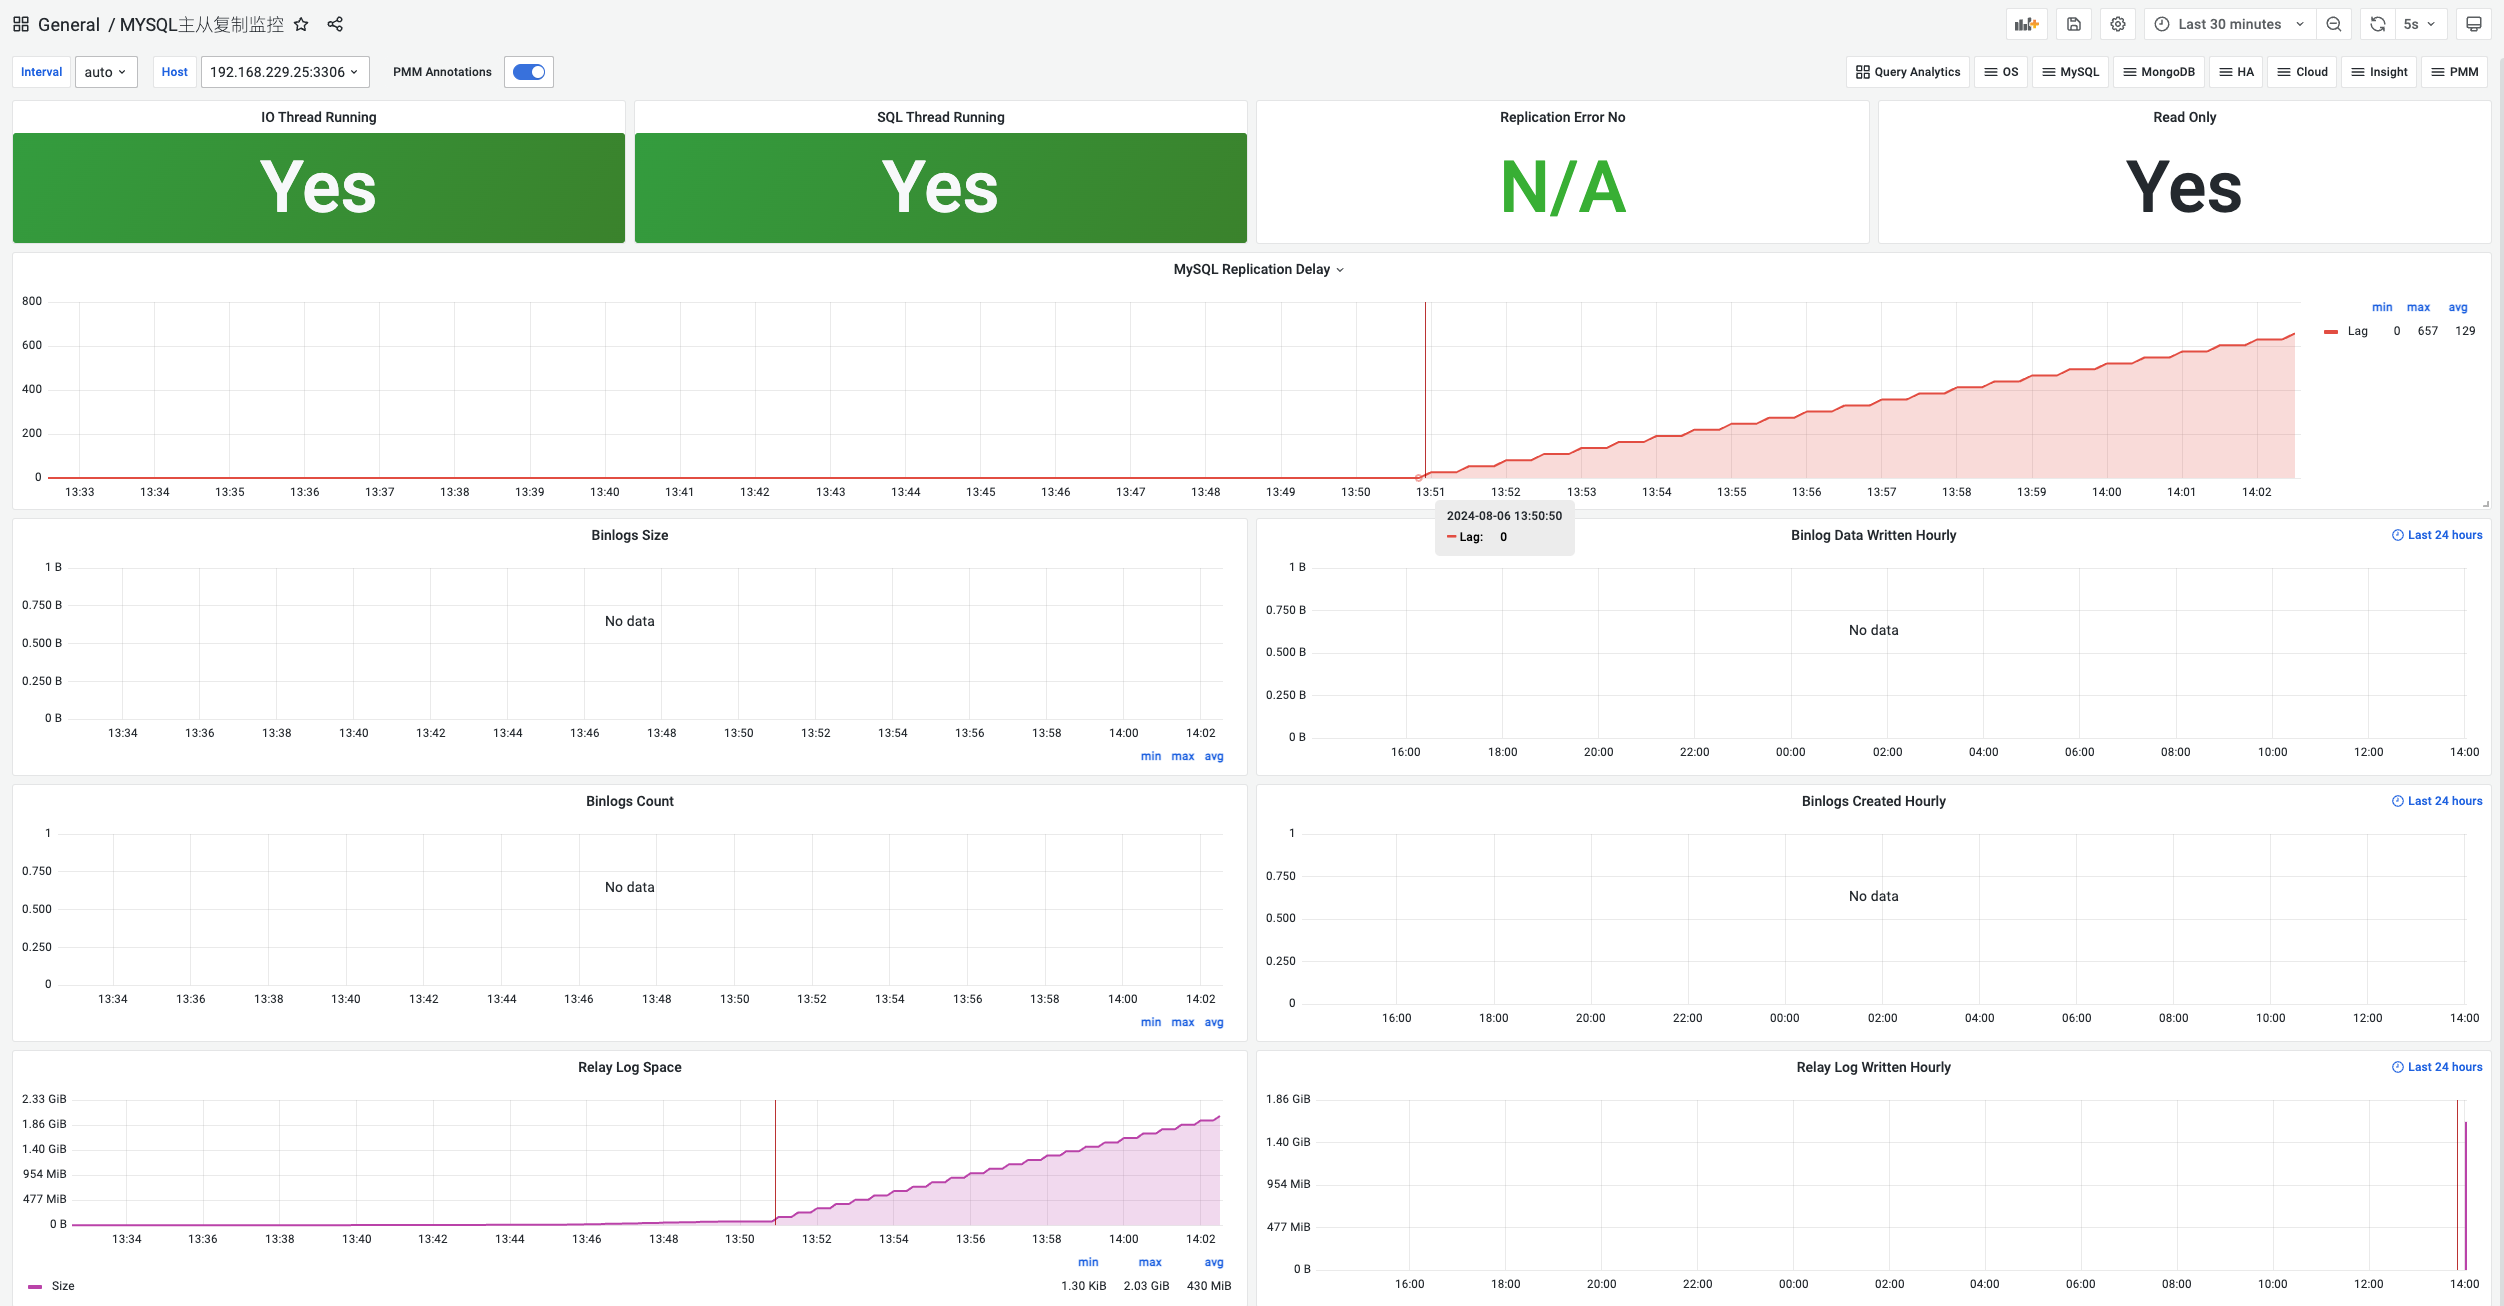 General / MYSQL主从复制监控
Last 30 minutes 5s
Interval auto Host 192.168.229.25:3306 PMM Annotations Query Analytics OS MySQL MongoDB HA Cloud Insight PMM
IO Thread Running
Yes
SQL Thread Running
Yes
Replication Error No
N/A
Read Only
Yes
MySQL Replication Delay
800
600
400
200
0
13:33 13:34 13:35 13:36 13:37 13:38 13:39 13:40 13:41 13:42 13:43 13:44 13:45 13:46 13:47 13:48 13:49 13:50 13:51 13:52 13:53 13:54 13:55 13:56 13:57 13:58 13:59 14:00 14:01 14:02
min max avg
Lag 0 657 129
2024-08-06 13:50:50
Lag: 0
Binlogs Size
1 B
0.750 B
0.500 B
0.250 B
0 B
No data
13:34 13:36 13:38 13:40 13:42 13:44 13:46 13:48 13:50 13:52 13:54 13:56 13:58 14:00 14:02
min max avg
Binlog Data Written Hourly
Last 24 hours
1 B
0.750 B
0.500 B
0.250 B
0 B
No data
16:00 18:00 20:00 22:00 00:00 02:00 04:00 06:00 08:00 10:00 12:00 14:00
Binlogs Count
1
0.750
0.500
0.250
0
No data
13:34 13:36 13:38 13:40 13:42 13:44 13:46 13:48 13:50 13:52 13:54 13:56 13:58 14:00 14:02
min max avg
Binlogs Created Hourly
Last 24 hours
1
0.750
0.500
0.250
0
No data
16:00 18:00 20:00 22:00 00:00 02:00 04:00 06:00 08:00 10:00 12:00 14:00
Relay Log Space
2.33 GiB
1.86 GiB
1.40 GiB
954 MiB
477 MiB
0 B
13:34 13:36 13:38 13:40 13:42 13:44 13:46 13:48 13:50 13:52 13:54 13:56 13:58 14:00 14:02
min max avg
Size 1.30 KiB 2.03 GiB 430 MiB
Relay Log Written Hourly
Last 24 hours
1.86 GiB
1.40 GiB
954 MiB
477 MiB
0 B
16:00 18:00 20:00 22:00 00:00 02:00 04:00 06:00 08:00 10:00 12:00 14:00